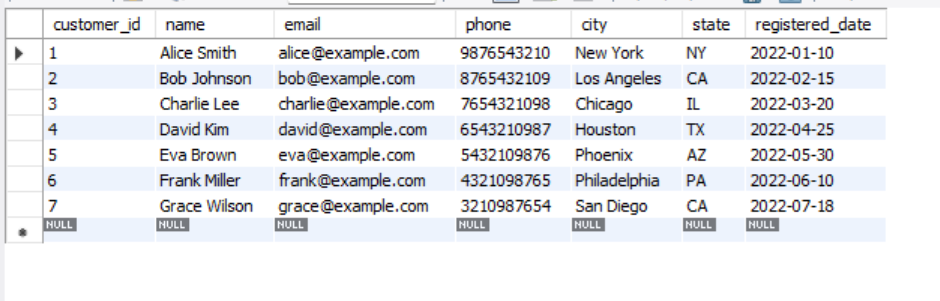 customer_id name email phone city state registered_date
1 Alice Smith alice@example.com 9876543210 New York NY 2022-01-10
2 Bob Johnson bob@example.com 8765432109 Los Angeles CA 2022-02-15
3 Charlie Lee charlie@example.com 7654321098 Chicago IL 2022-03-20
4 David Kim david@example.com 6543210987 Houston TX 2022-04-25
5 Eva Brown eva@example.com 5432109876 Phoenix AZ 2022-05-30
6 Frank Miller frank@example.com 4321098765 Philadelphia PA 2022-06-10
7 Grace Wilson grace@example.com 3210987654 San Diego CA 2022-07-18
NULL NULL NULL NULL NULL NULL NULL